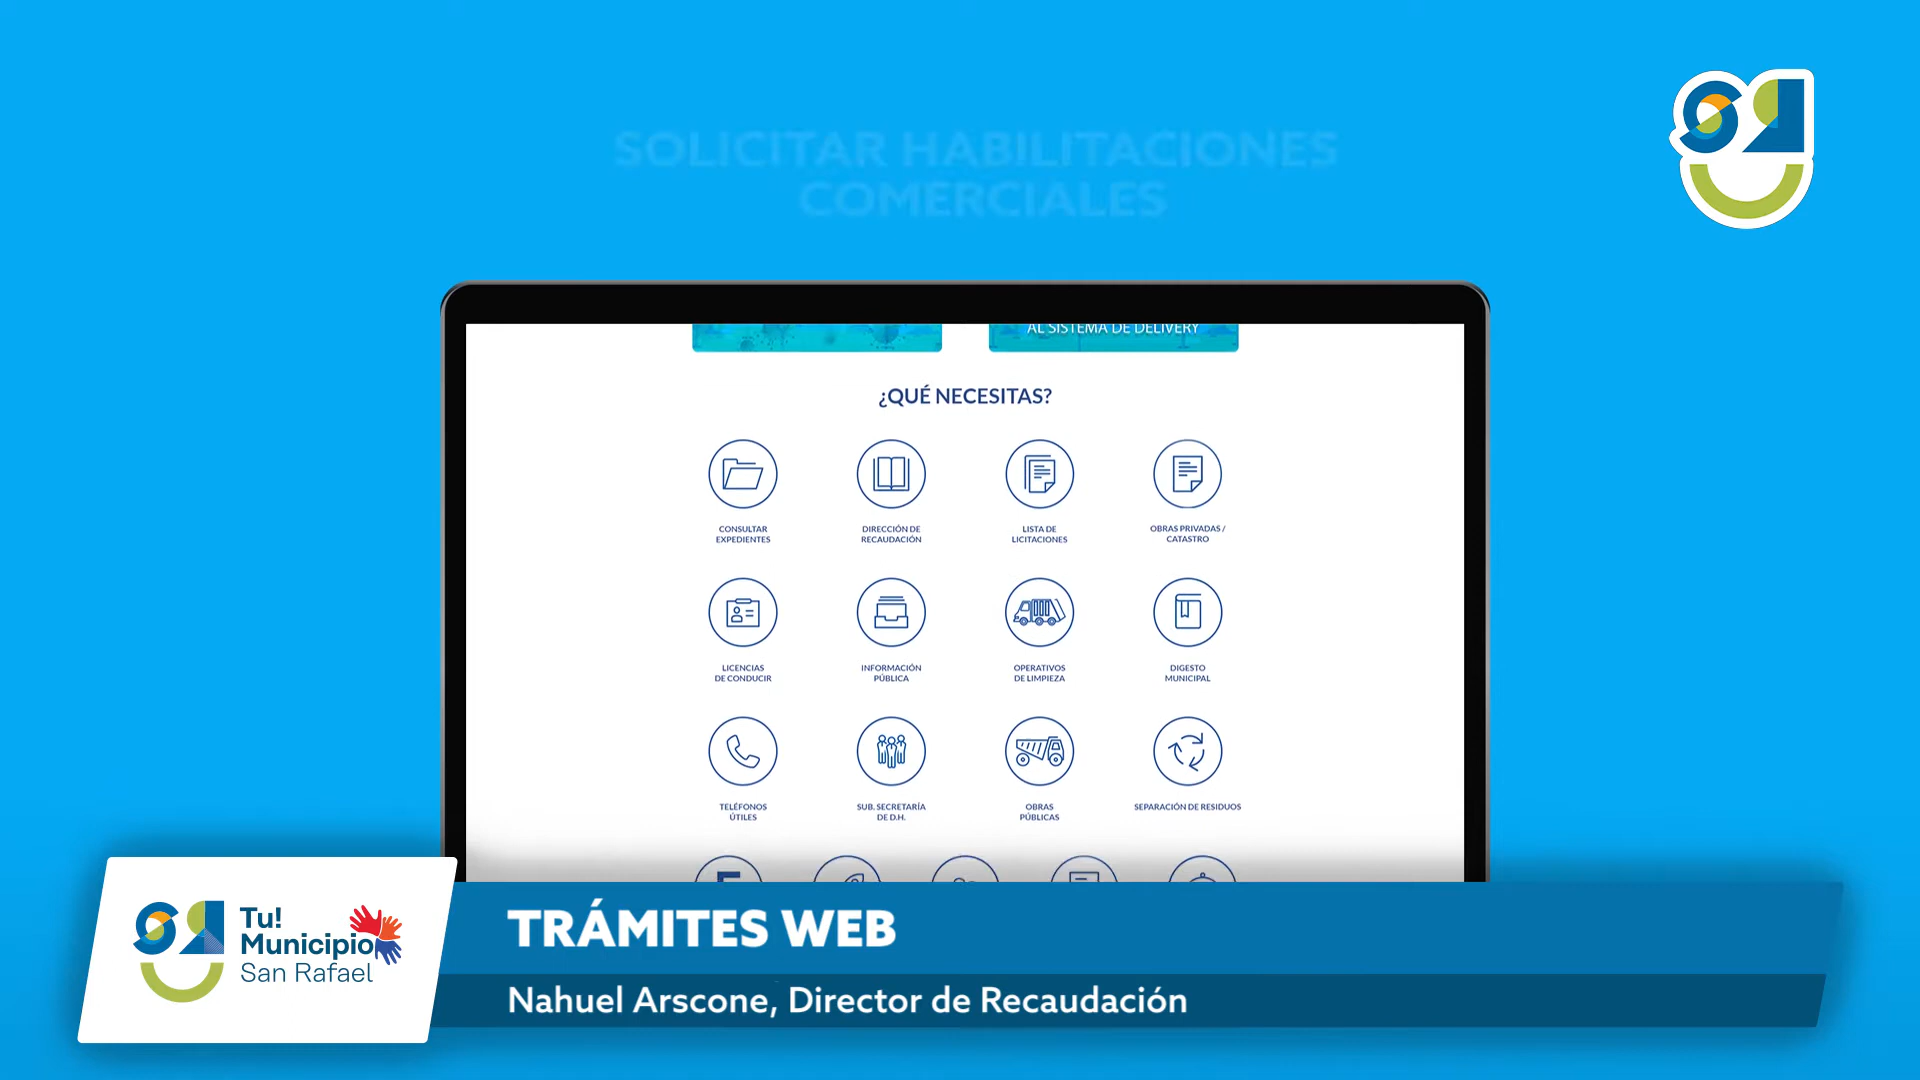 SOLICITAR HABILITACIONES
COMERCIALES
AL SISTEMA DE DELIVERY
¿QUÉ NECESITAS?
CONSULTAR
EXPEDIENTES
DIRECCIÓN DE
RECAUDACIÓN
LISTA DE
LICITACIONES
OBRAS PRIVADAS /
CATASTRO
LICENCIAS
DE CONDUCIR
INFORMACIÓN
PÚBLICA
OPERATIVOS
DE LIMPIEZA
DIGESTO
MUNICIPAL
TELÉFONOS
ÚTILES
SUB. SECRETARÍA
DE D.H.
OBRAS
PÚBLICAS
SEPARACIÓN DE RESIDUOS
Tu!
Municipio
San Rafael
TRÁMITES WEB
Nahuel Arscone, Director de Recaudación